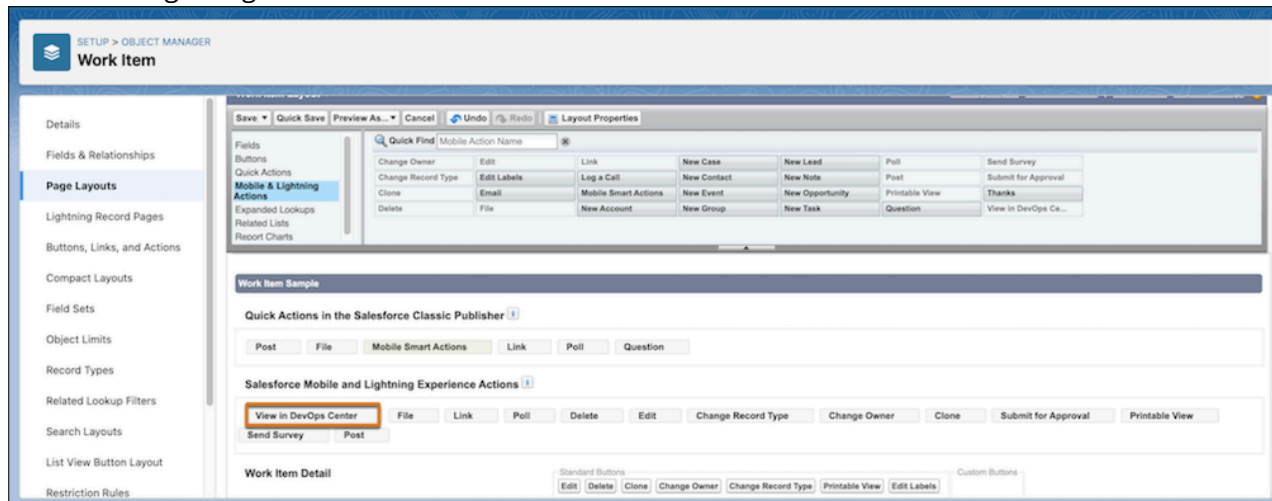 SETUP > OBJECT MANAGER
Work Item
Details
Fields & Relationships
Page Layouts
Lightning Record Pages
Buttons, Links, and Actions
Compact Layouts
Field Sets
Object Limits
Record Types
Related Lookup Filters
Search Layouts
List View Button Layout
Restriction Rules
Save Quick Save Preview As... Cancel Undo Redo Layout Properties
Fields
Buttons
Quick Actions
Mobile & Lightning
Actions
Expanded Lookups
Related Lists
Report Charts
Quick Find Mobile Action Name
Change Owner Edit Link New Case New Lead Poll Send Survey
Change Record Type Edit Labels Log a Call New Contact New Note Post Submit for Approval
Clone Email Mobile Smart Actions New Event New Opportunity Printable View Thanks
Delete File New Account New Group New Task Question View in DevOps Ce...
Work Item Sample
Quick Actions in the Salesforce Classic Publisher i
Post File Mobile Smart Actions Link Poll Question
Salesforce Mobile and Lightning Experience Actions i
View in DevOps Center File Link Poll Delete Edit Change Record Type Change Owner Clone Submit for Approval Printable View
Send Survey Post
Work Item Detail
Standard Buttons
Edit Delete Clone Change Owner Change Record Type Printable View Edit Labels
Custom Buttons